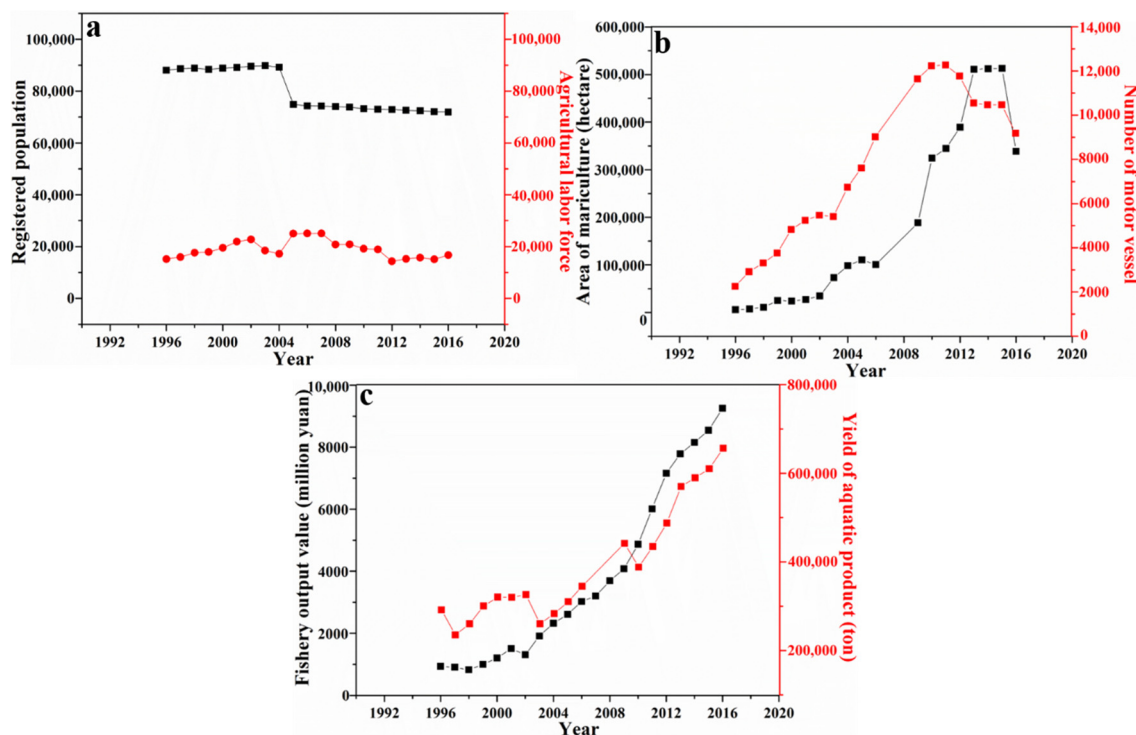 a
100,000
80,000
60,000
40,000
20,000
0
Registered population
100,000
80,000
60,000
40,000
20,000
0
Agricultural labor force
1992 1996 2000 2004 2008 2012 2016 2020
Year
b
600,000
500,000
400,000
300,000
200,000
100,000
0
Area of mariculture (hectare)
14,000
12,000
10,000
8000
6000
4000
2000
0
Number of motor vessel
1992 1996 2000 2004 2008 2012 2016 2020
Year
c
10,000
8000
6000
4000
2000
0
Fishery output value (million yuan)
800,000
600,000
400,000
200,000
Yield of aquatic product (ton)
1992 1996 2000 2004 2008 2012 2016 2020
Year